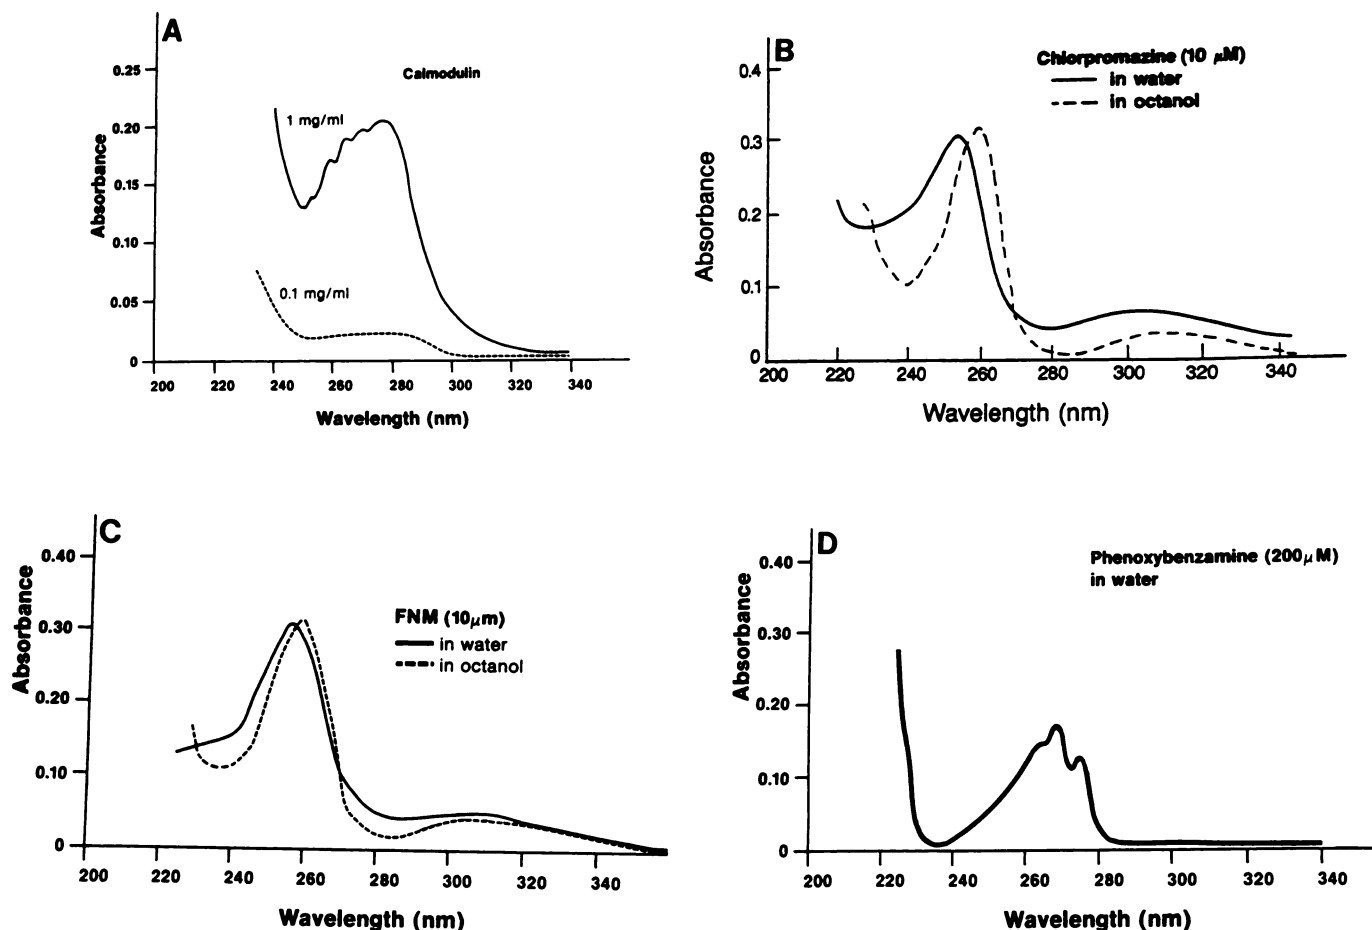 A
Calmodulin
0.25
1 mg/ml
0.20
0.15
0.10
0.1 mg/ml
0.05
0
Absorbance
200 220 240 260 280 300 320 340
Wavelength (nm)
B
Chlorpromazine (10 μM)
in water
in octanol
0.4
0.3
0.2
0.1
0
Absorbance
200 220 240 260 280 300 320 340
Wavelength (nm)
C
FNM (10μm)
in water
in octanol
0.40
0.30
0.20
0.10
0
Absorbance
200 220 240 260 280 300 320 340
Wavelength (nm)
D
Phenoxybenzamine (200μM)
in water
0.40
0.30
0.20
0.10
0
Absorbance
200 220 240 260 280 300 320 340
Wavelength (nm)